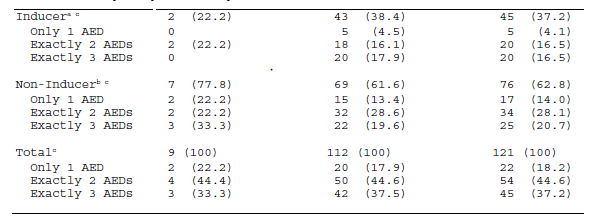 Inducerᵃ ᶜ 2 (22.2) 43 (38.4) 45 (37.2)
Only 1 AED 0 5 (4.5) 5 (4.1)
Exactly 2 AEDs 2 (22.2) 18 (16.1) 20 (16.5)
Exactly 3 AEDs 0 20 (17.9) 20 (16.5)
Non-Inducerᵇ ᶜ 7 (77.8) 69 (61.6) 76 (62.8)
Only 1 AED 2 (22.2) 15 (13.4) 17 (14.0)
Exactly 2 AEDs 2 (22.2) 32 (28.6) 34 (28.1)
Exactly 3 AEDs 3 (33.3) 22 (19.6) 25 (20.7)
Totalᶜ 9 (100) 112 (100) 121 (100)
Only 1 AED 2 (22.2) 20 (17.9) 22 (18.2)
Exactly 2 AEDs 4 (44.4) 50 (44.6) 54 (44.6)
Exactly 3 AEDs 3 (33.3) 42 (37.5) 45 (37.2)